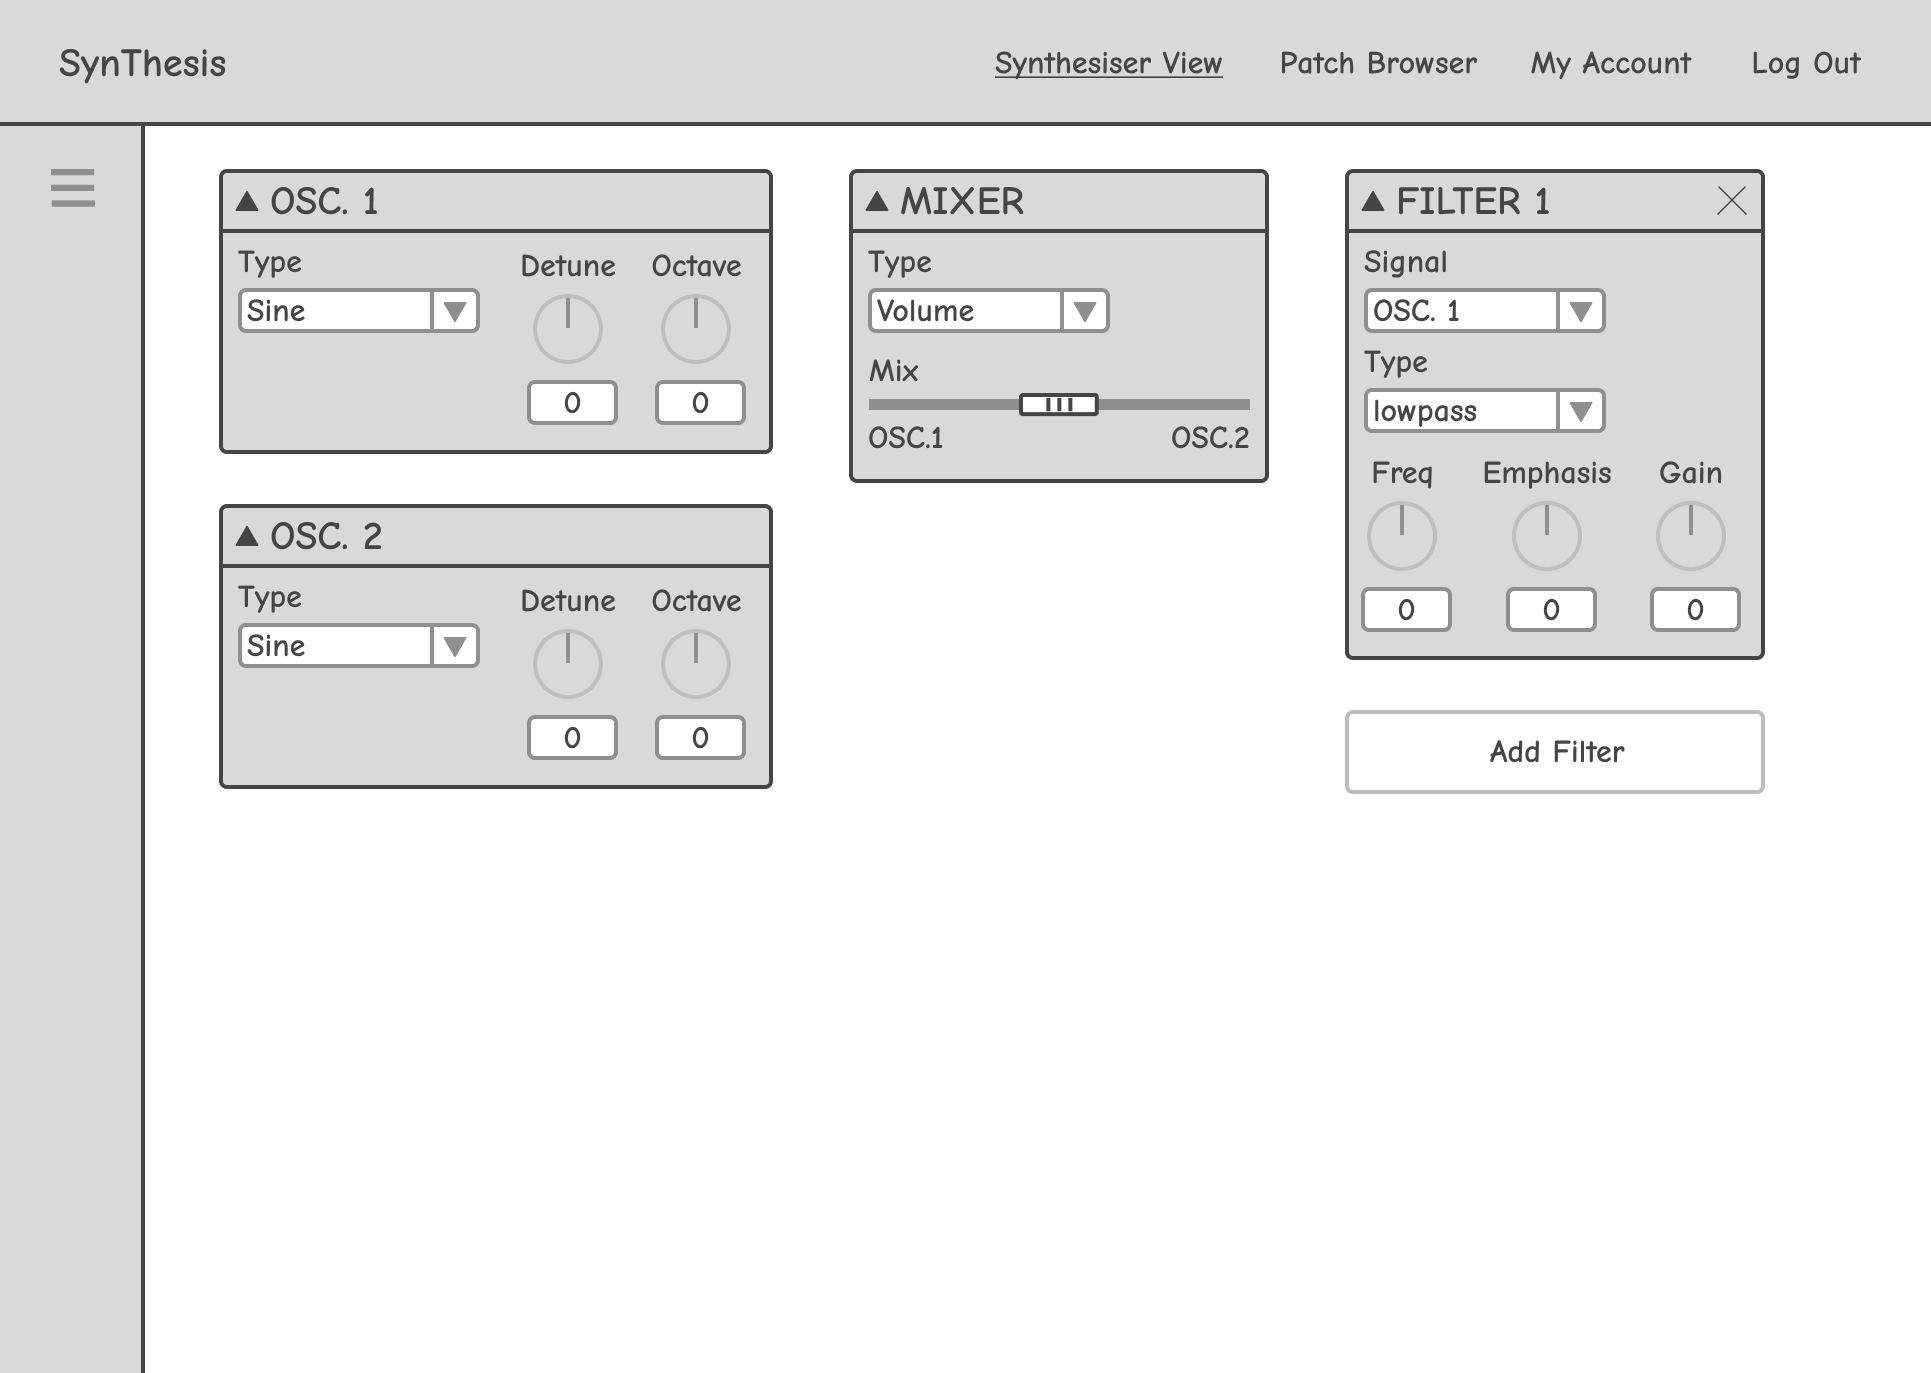 SynThesis
Synthesiser View
Patch Browser
My Account
Log Out
OSC. 1
Type
Detune
Octave
Sine
0
0
OSC. 2
Type
Detune
Octave
Sine
0
0
MIXER
Type
Volume
Mix
OSC.1
OSC.2
FILTER 1
Signal
OSC. 1
Type
lowpass
Freq
Emphasis
Gain
0
0
0
Add Filter